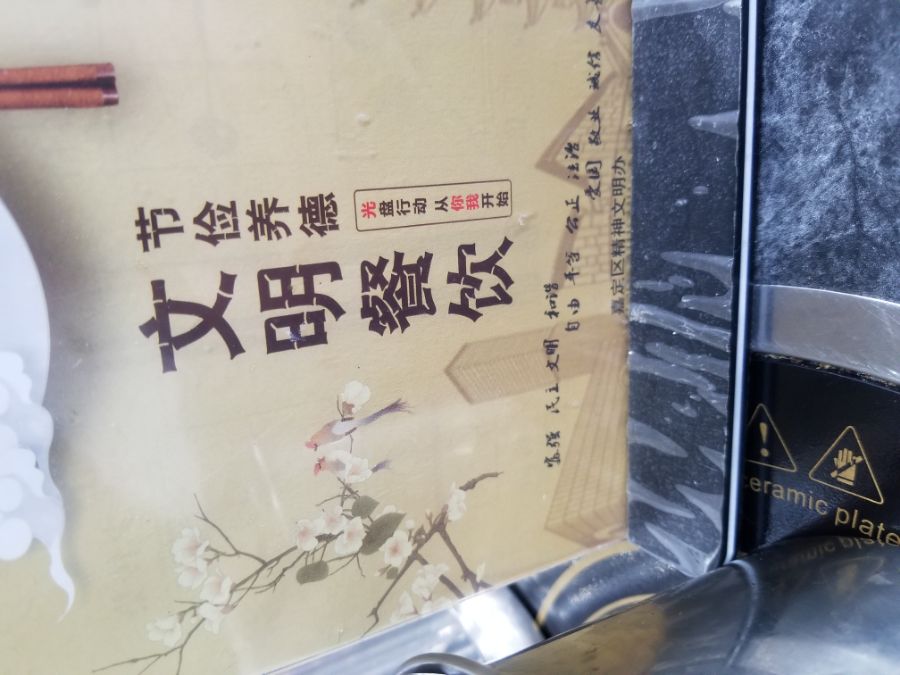 节俭养德
文明餐饮
光盘行动 从你我开始
富强 民主 文明 和谐
自由 平等 公正 法治
爱国 敬业 诚信 友
嘉定区精神文明办
ceramic plate